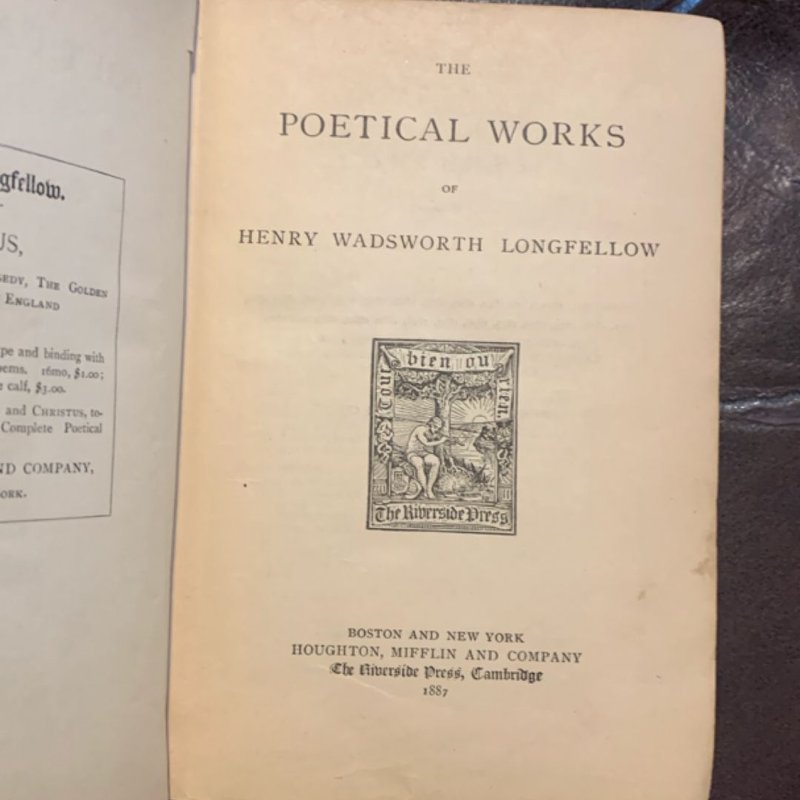 gfellow.
US,
EDY, THE GOLDEN
ENGLAND
pe and binding with
oems. 16mo, $1.00;
e calf, $3.00.
and CHRISTUS, to-
Complete Poetical
ND COMPANY,
ORK.
THE
POETICAL WORKS
OF
HENRY WADSWORTH LONGFELLOW
Tout bien ou rien.
The Riverside Press
BOSTON AND NEW YORK
HOUGHTON, MIFFLIN AND COMPANY
The Riverside Press, Cambridge
1887